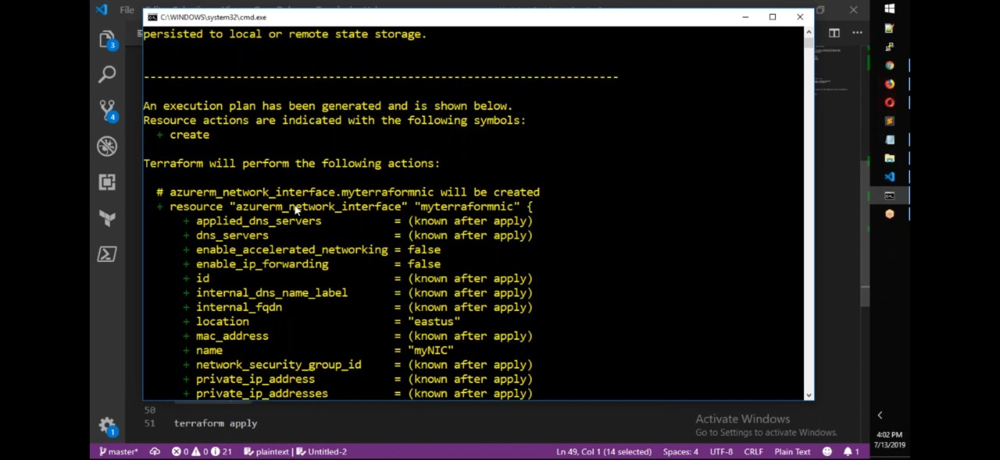 File
C:\WINDOWS\system32\cmd.exe
persisted to local or remote state storage.
------------------------------------------------------------------------
An execution plan has been generated and is shown below.
Resource actions are indicated with the following symbols:
+ create
Terraform will perform the following actions:
# azurerm_network_interface.myterraformnic will be created
+ resource "azurerm_network_interface" "myterraformnic" {
+ applied_dns_servers = (known after apply)
+ dns_servers = (known after apply)
+ enable_accelerated_networking = false
+ enable_ip_forwarding = false
+ id = (known after apply)
+ internal_dns_name_label = (known after apply)
+ internal_fqdn = (known after apply)
+ location = "eastus"
+ mac_address = (known after apply)
+ name = "myNIC"
+ network_security_group_id = (known after apply)
+ private_ip_address = (known after apply)
+ private_ip_addresses = (known after apply)
50
51 terraform apply
Activate Windows
Go to Settings to activate Windows.
3
4
1
master* 0 0 21 plaintext | Untitled-2 Ln 49, Col 1 (14 selected) Spaces: 4 UTF-8 CRLF Plain Text 1
4:02 PM
7/13/2019